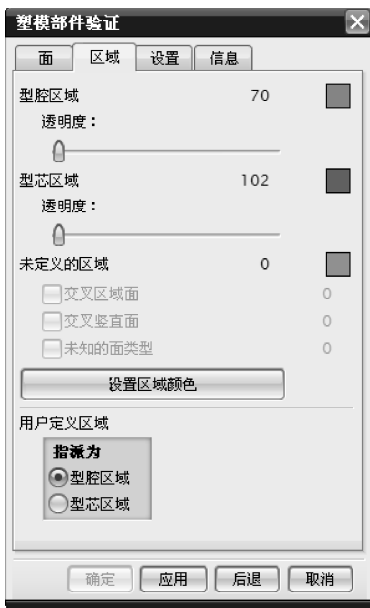 塑模部件验证
面 区域 设置 信息
型腔区域 70
透明度：
型芯区域 102
透明度：
未定义的区域 0
交叉区域面 0
交叉竖直面 0
未知的面类型 0
设置区域颜色
用户定义区域
指派为
型腔区域
型芯区域
确定 应用 后退 取消